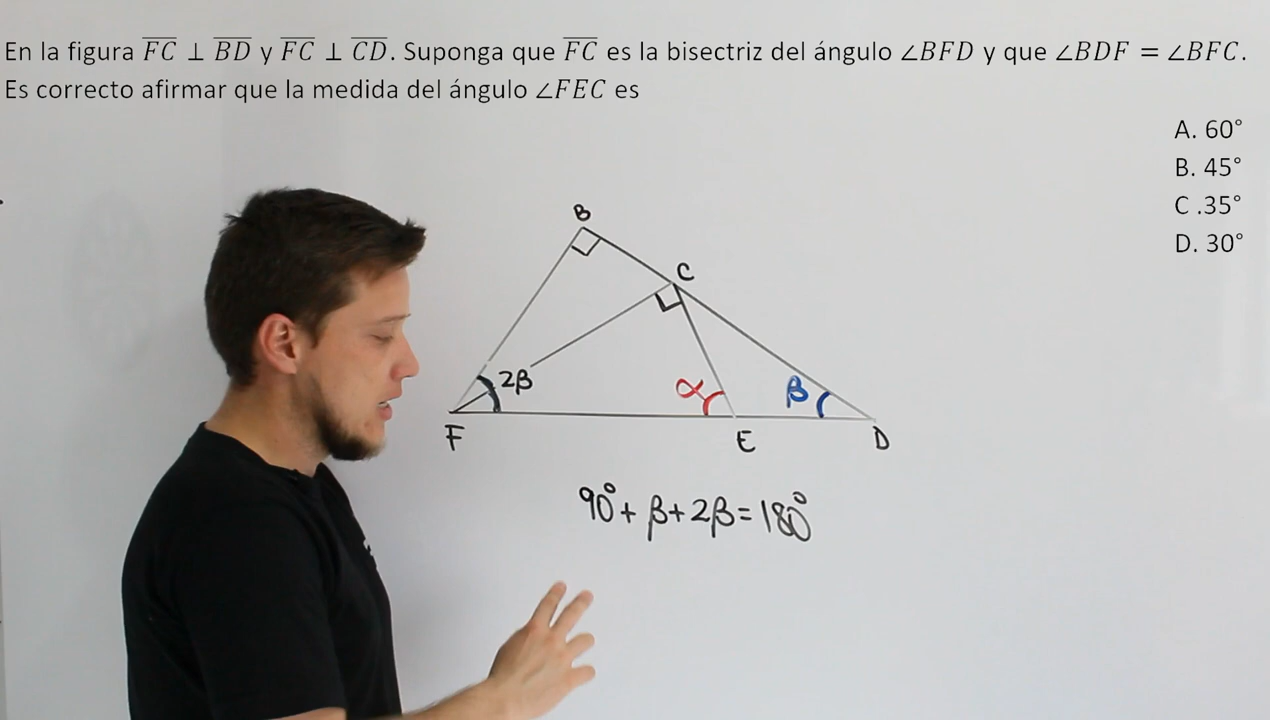 En la figura FC ⊥ BD y FC ⊥ CD. Suponga que FC es la bisectriz del ángulo ∠BFD y que ∠BDF = ∠BFC.
Es correcto afirmar que la medida del ángulo ∠FEC es
A. 60°
B. 45°
C .35°
D. 30°
B
C
2β
α
β
F
E
D
90° + β + 2β = 180°